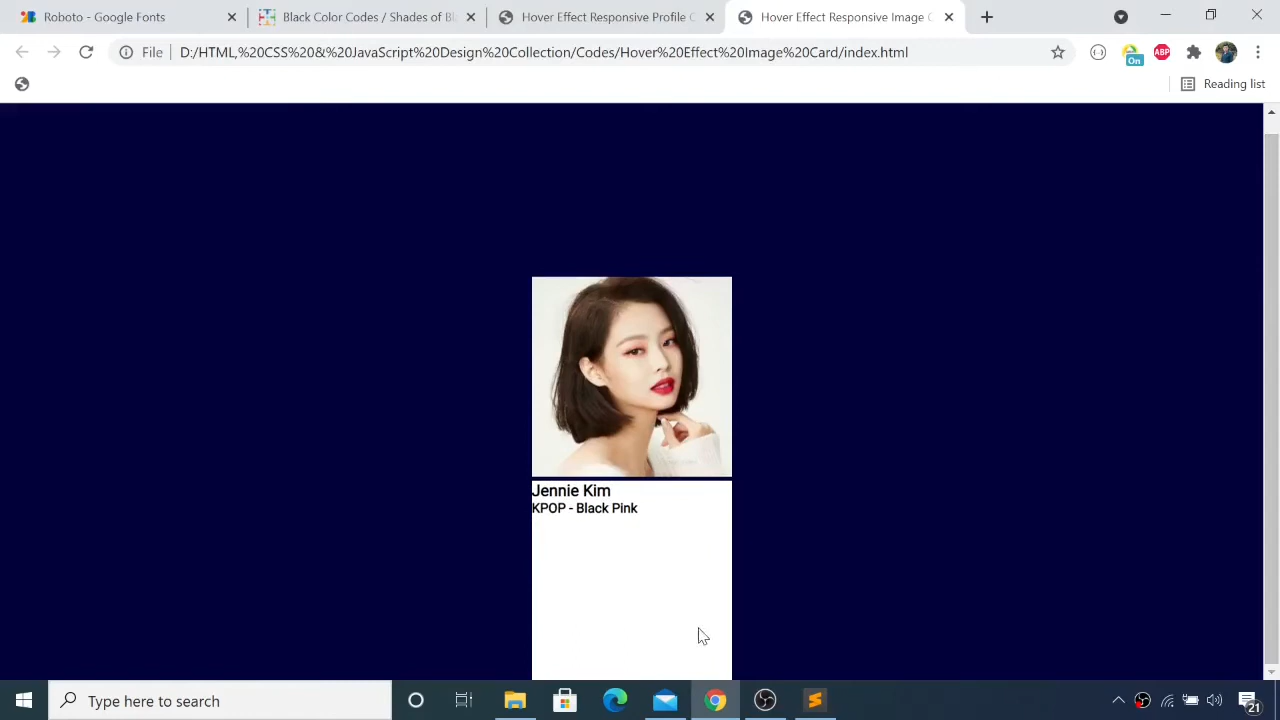 Roboto - Google Fonts
Black Color Codes / Shades of Bl
Hover Effect Responsive Profile C
Hover Effect Responsive Image C
File
D:/HTML,%20CSS%20&%20JavaScript%20Design%20Collection/Codes/Hover%20Effect%20Image%20Card/index.html
ABP
On
Reading list
Jennie Kim
KPOP - Black Pink
Type here to search
21